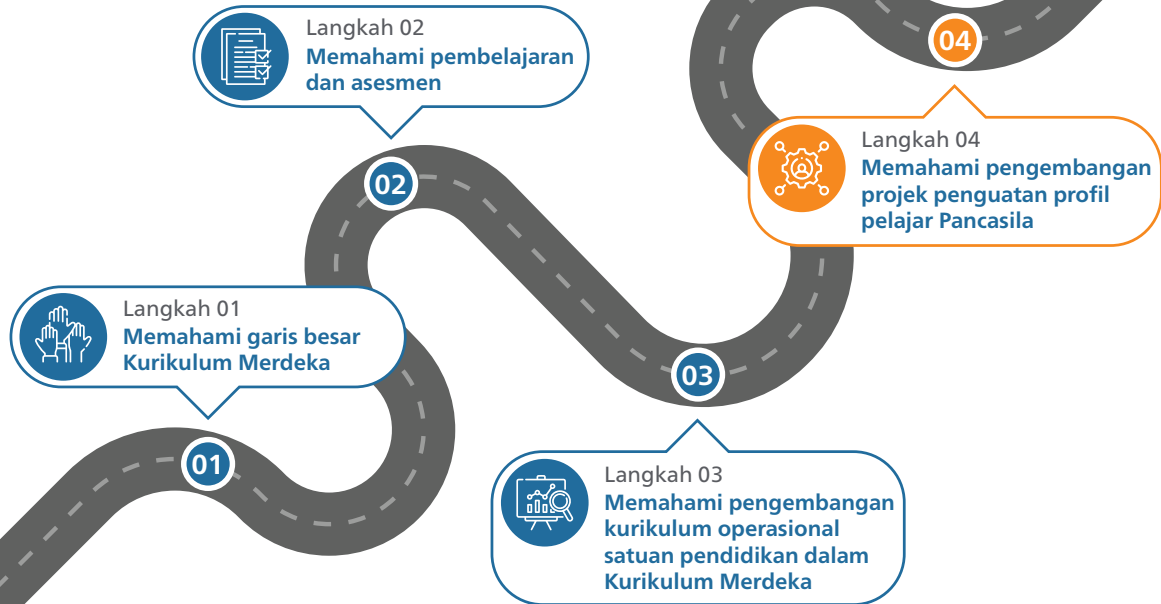 Langkah 01
Memahami garis besar
Kurikulum Merdeka
01
Langkah 02
Memahami pembelajaran
dan asesmen
02
03
Langkah 03
Memahami pengembangan
kurikulum operasional
satuan pendidikan dalam
Kurikulum Merdeka
04
Langkah 04
Memahami pengembangan
projek penguatan profil
pelajar Pancasila